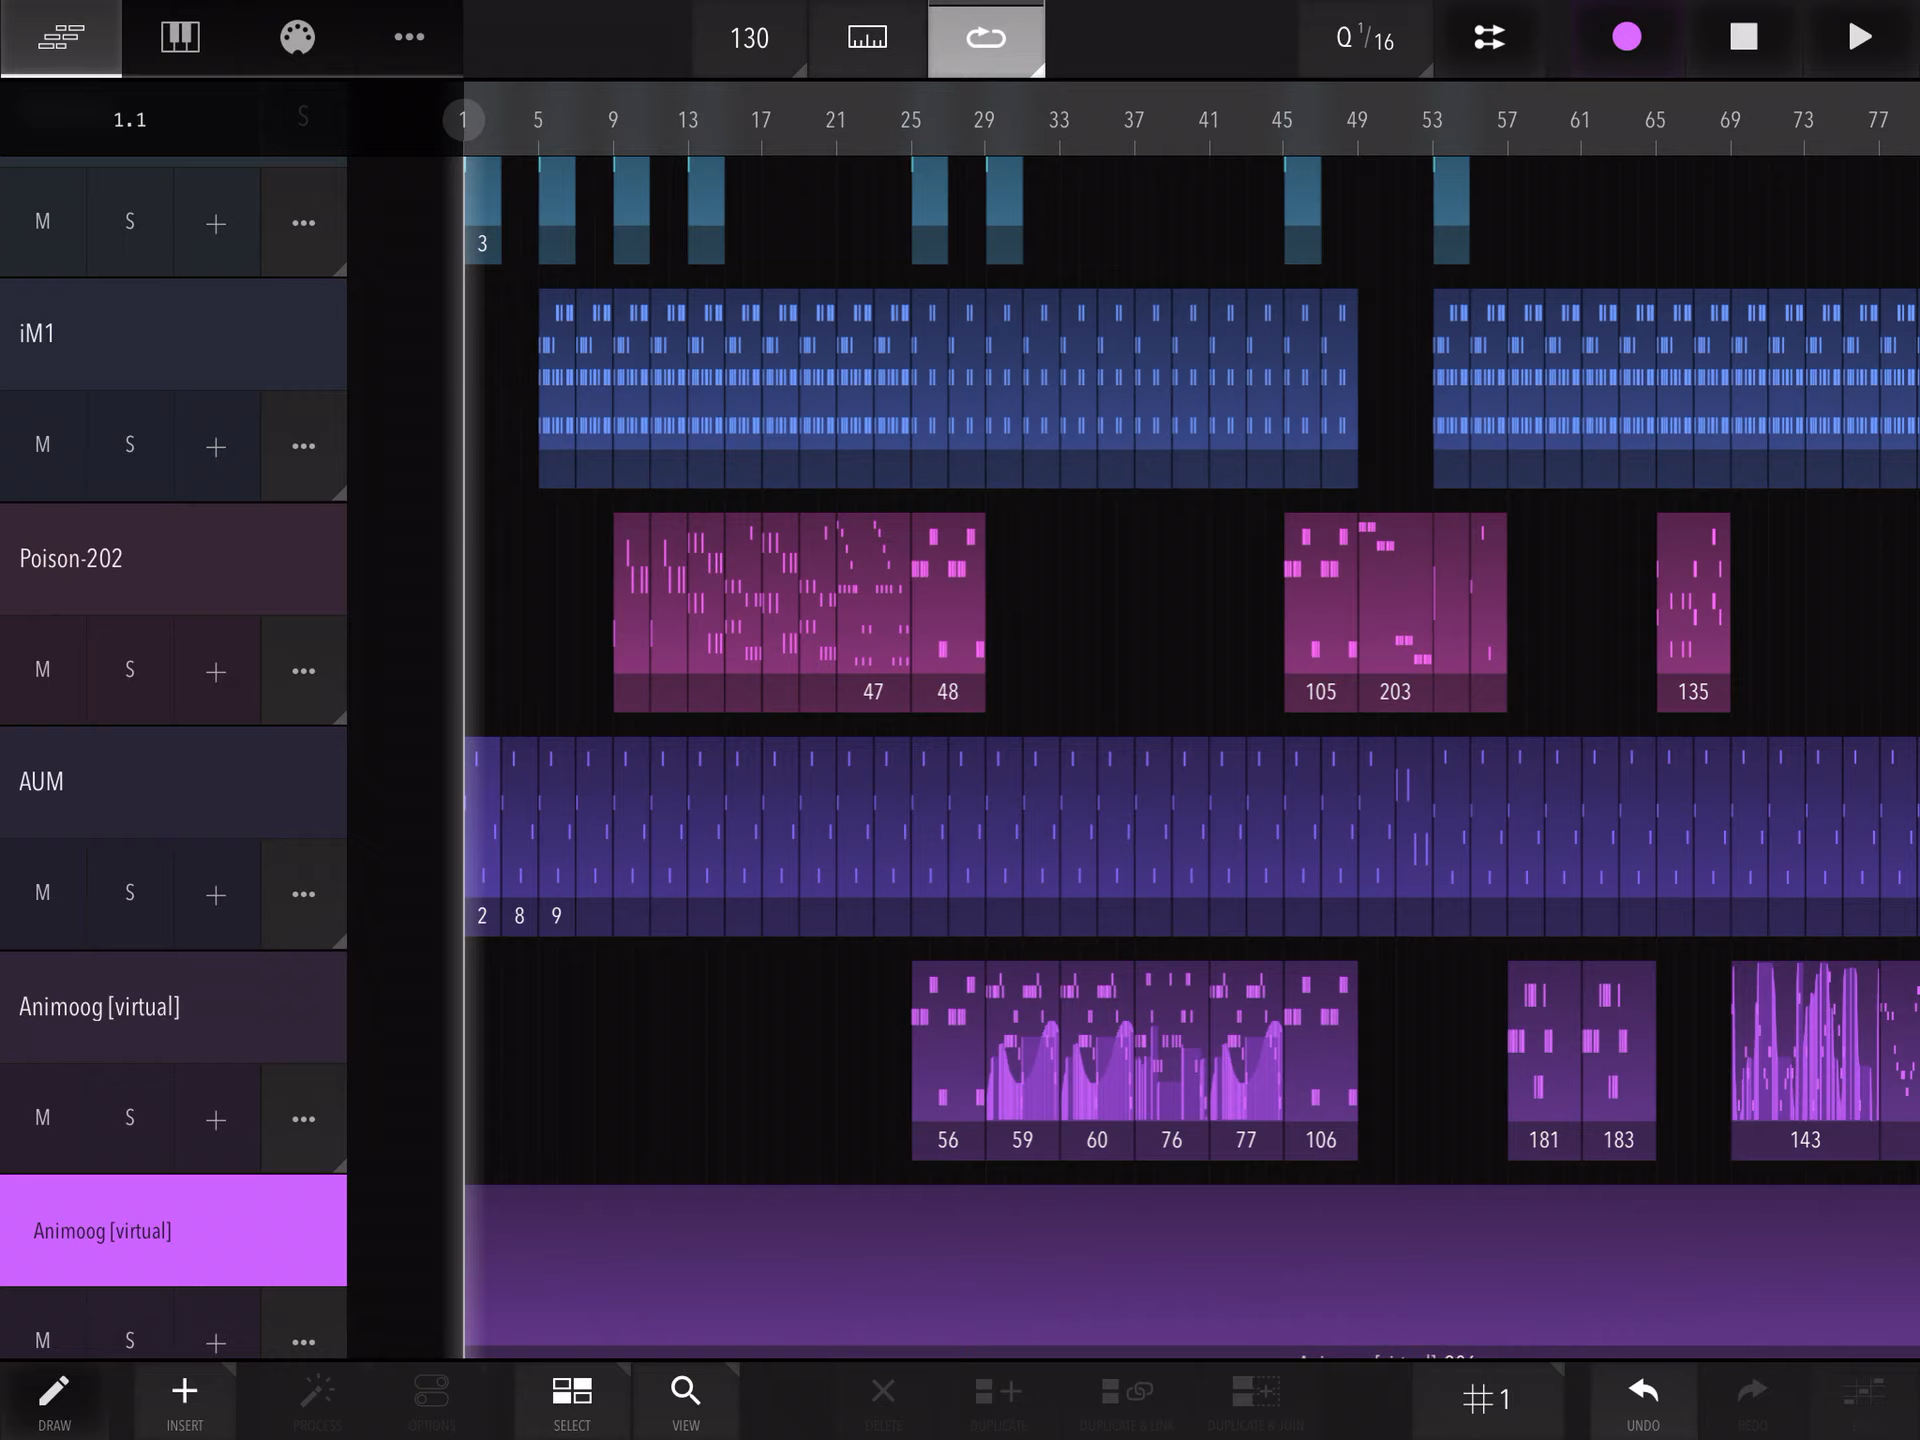 130
Q 1/16
1.1
S
1 5 9 13 17 21 25 29 33 37 41 45 49 53 57 61 65 69 73 77
M S + •••
3
iM1
M S + •••
Poison-202
47 48 105 203 135
M S + •••
AUM
M S + •••
2 8 9
Animoog [virtual]
M S + •••
56 59 60 76 77 106 181 183 143
Animoog [virtual]
M S + •••
#1
DRAW INSERT PROCESS OPTIONS SELECT VIEW DELETE DUPLICATE DUPLICATE & LINK DUPLICATE & JOIN UNDO REDO